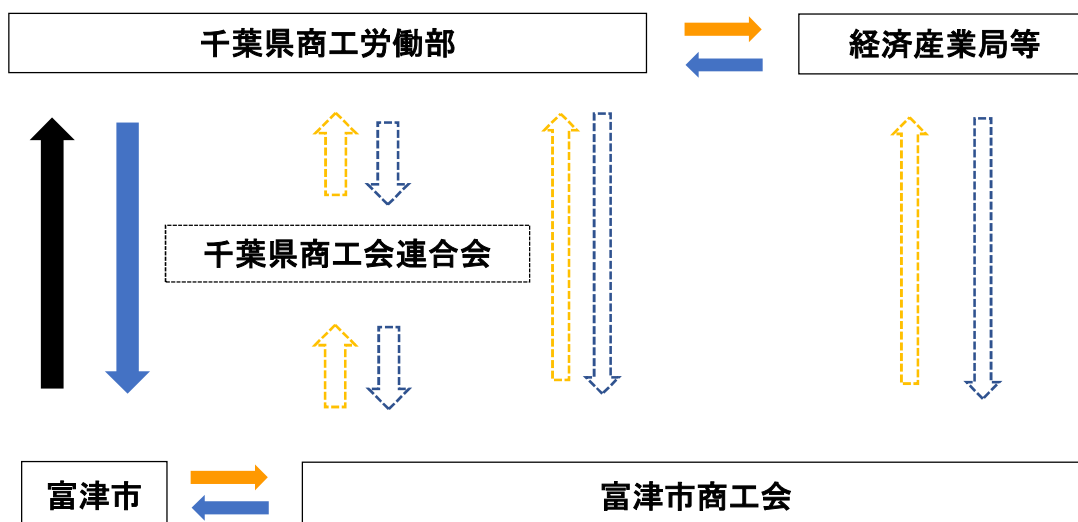 千葉県商工労働部
経済産業局等
千葉県商工会連合会
富津市
富津市商工会